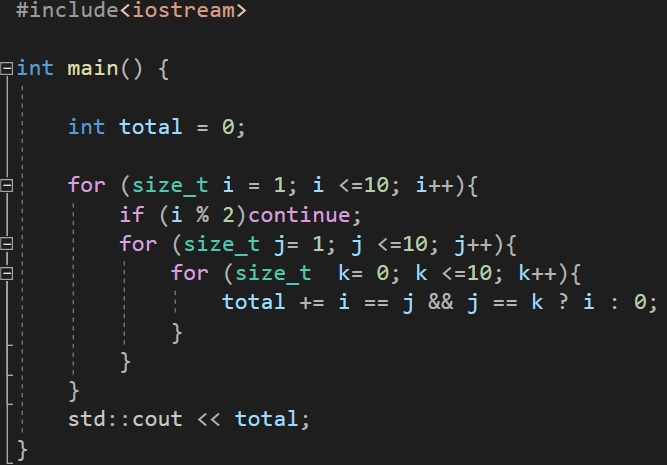 #include<iostream>
int main() {
int total = 0;
for (size_t i = 1; i <=10; i++){
if (i % 2)continue;
for (size_t j= 1; j <=10; j++){
for (size_t  k= 0; k <=10; k++){
total += i == j && j == k ? i : 0;
}
}
}
std::cout << total;
}